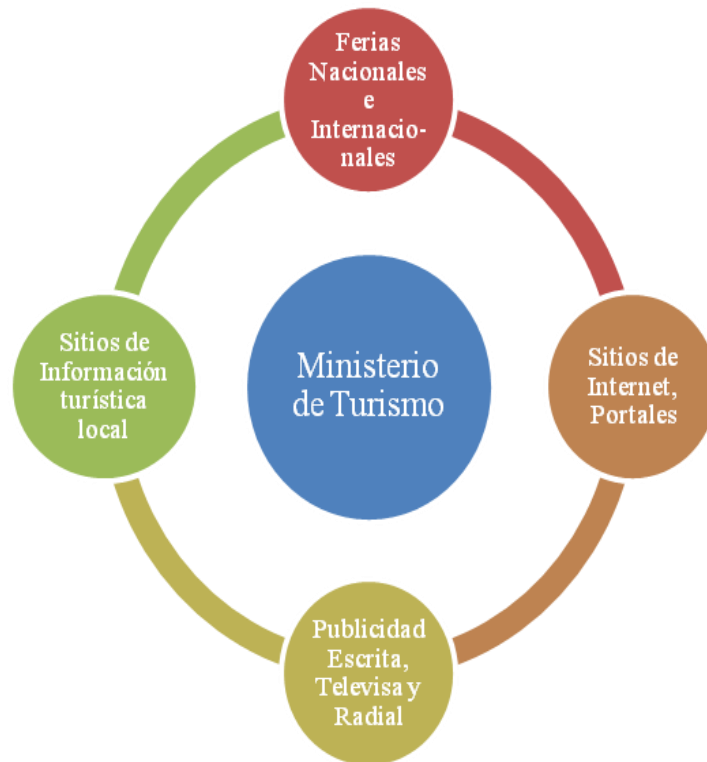 Ferias
Nacionales
e
Internacio-
nales
Sitios de
Información
turística
local
Ministerio
de Turismo
Sitios de
Internet,
Portales
Publicidad
Escrita,
Televisa y
Radial